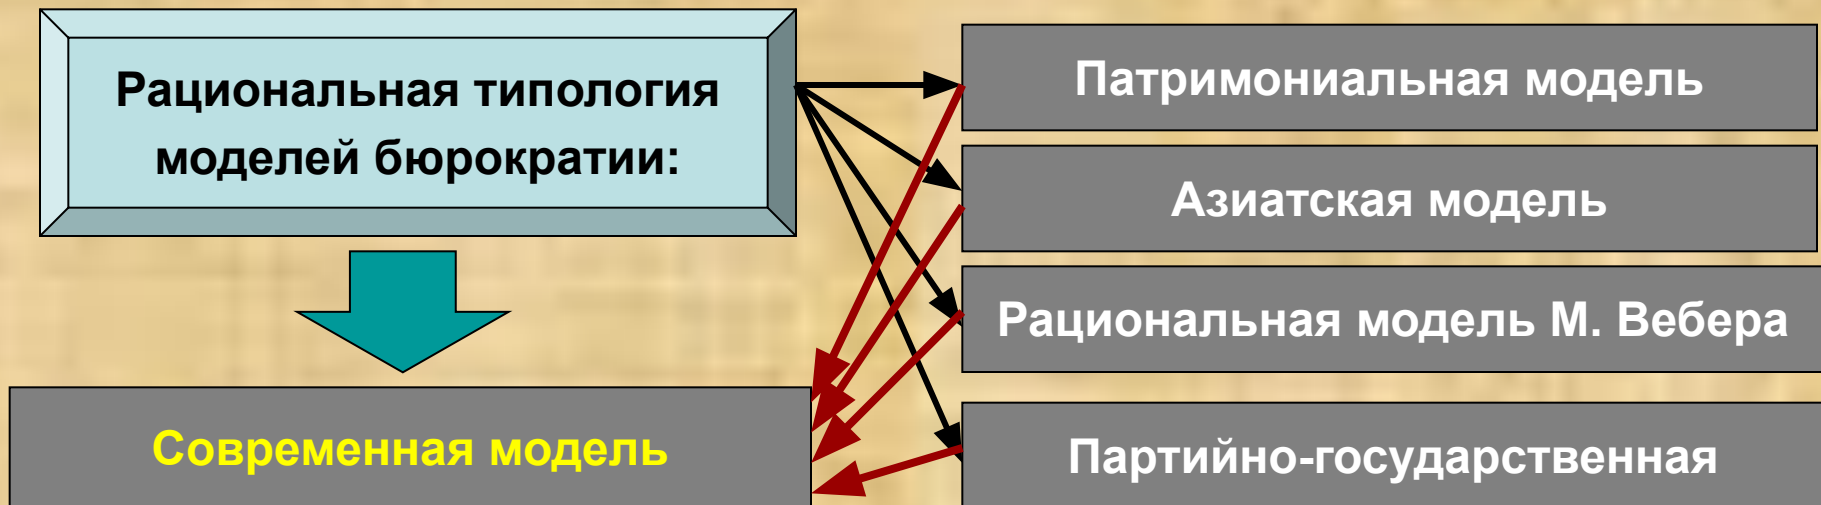 Рациональная типология
моделей бюрократии:
Патримониальная модель
Азиатская модель
Рациональная модель М. Вебера
Партийно-государственная
Современная модель